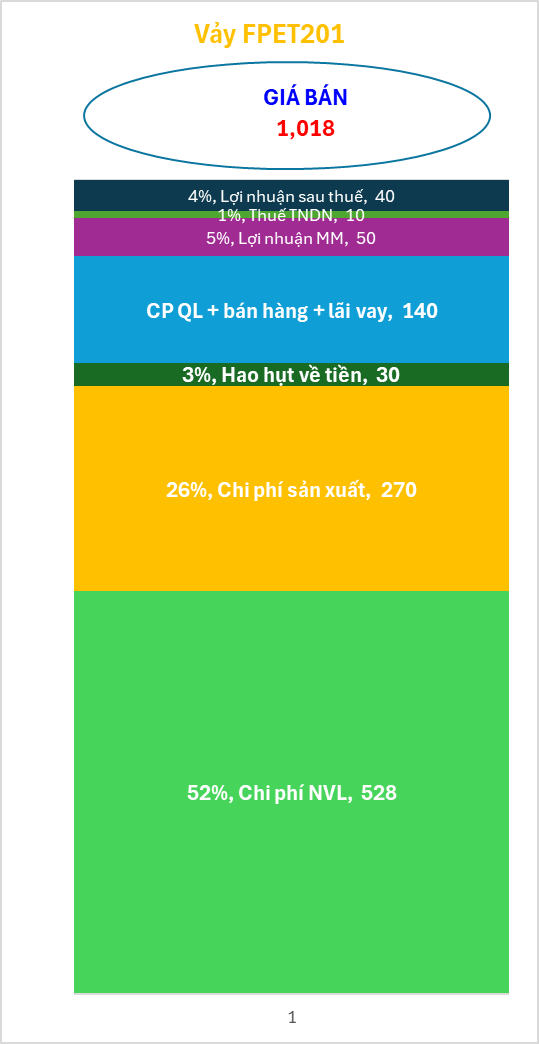 Vảy FPET201
GIÁ BÁN
1,018
4%, Lợi nhuận sau thuế, 40
1%, Thuế TNDN, 10
5%, Lợi nhuận MM, 50
CP QL + bán hàng + lãi vay, 140
3%, Hao hụt về tiền, 30
26%, Chi phí sản xuất, 270
52%, Chi phí NVL, 528
1